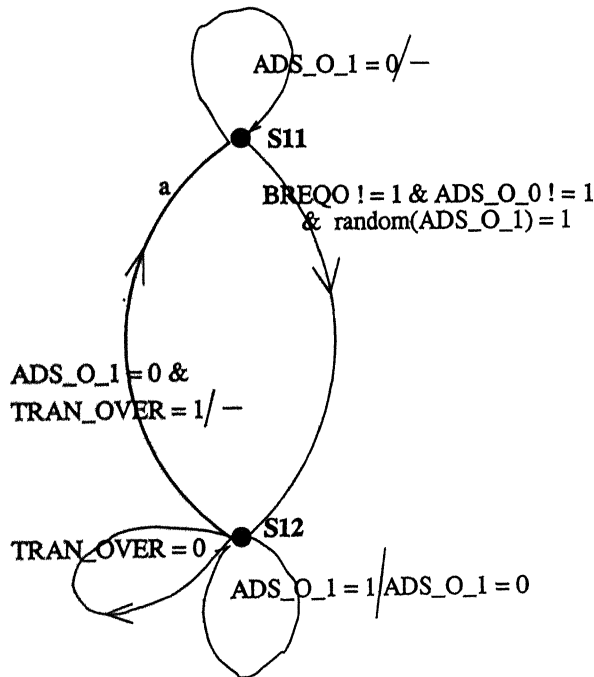 ADS_O_1 = 0/—
S11
a
BREQO != 1 & ADS_O_0 != 1
& random(ADS_O_1) = 1
ADS_O_1 = 0 &
TRAN_OVER = 1/—
S12
TRAN_OVER = 0
ADS_O_1 = 1/ADS_O_1 = 0